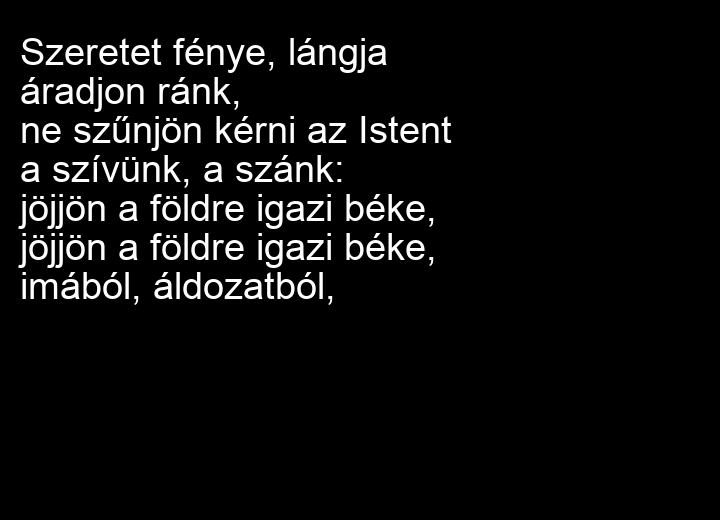 Szeretet fénye, lángja
áradjon ránk,
ne szűnjön kérni az Istent
a szívünk, a szánk:
jöjjön a földre igazi béke,
jöjjön a földre igazi béke,
imából, áldozatból,